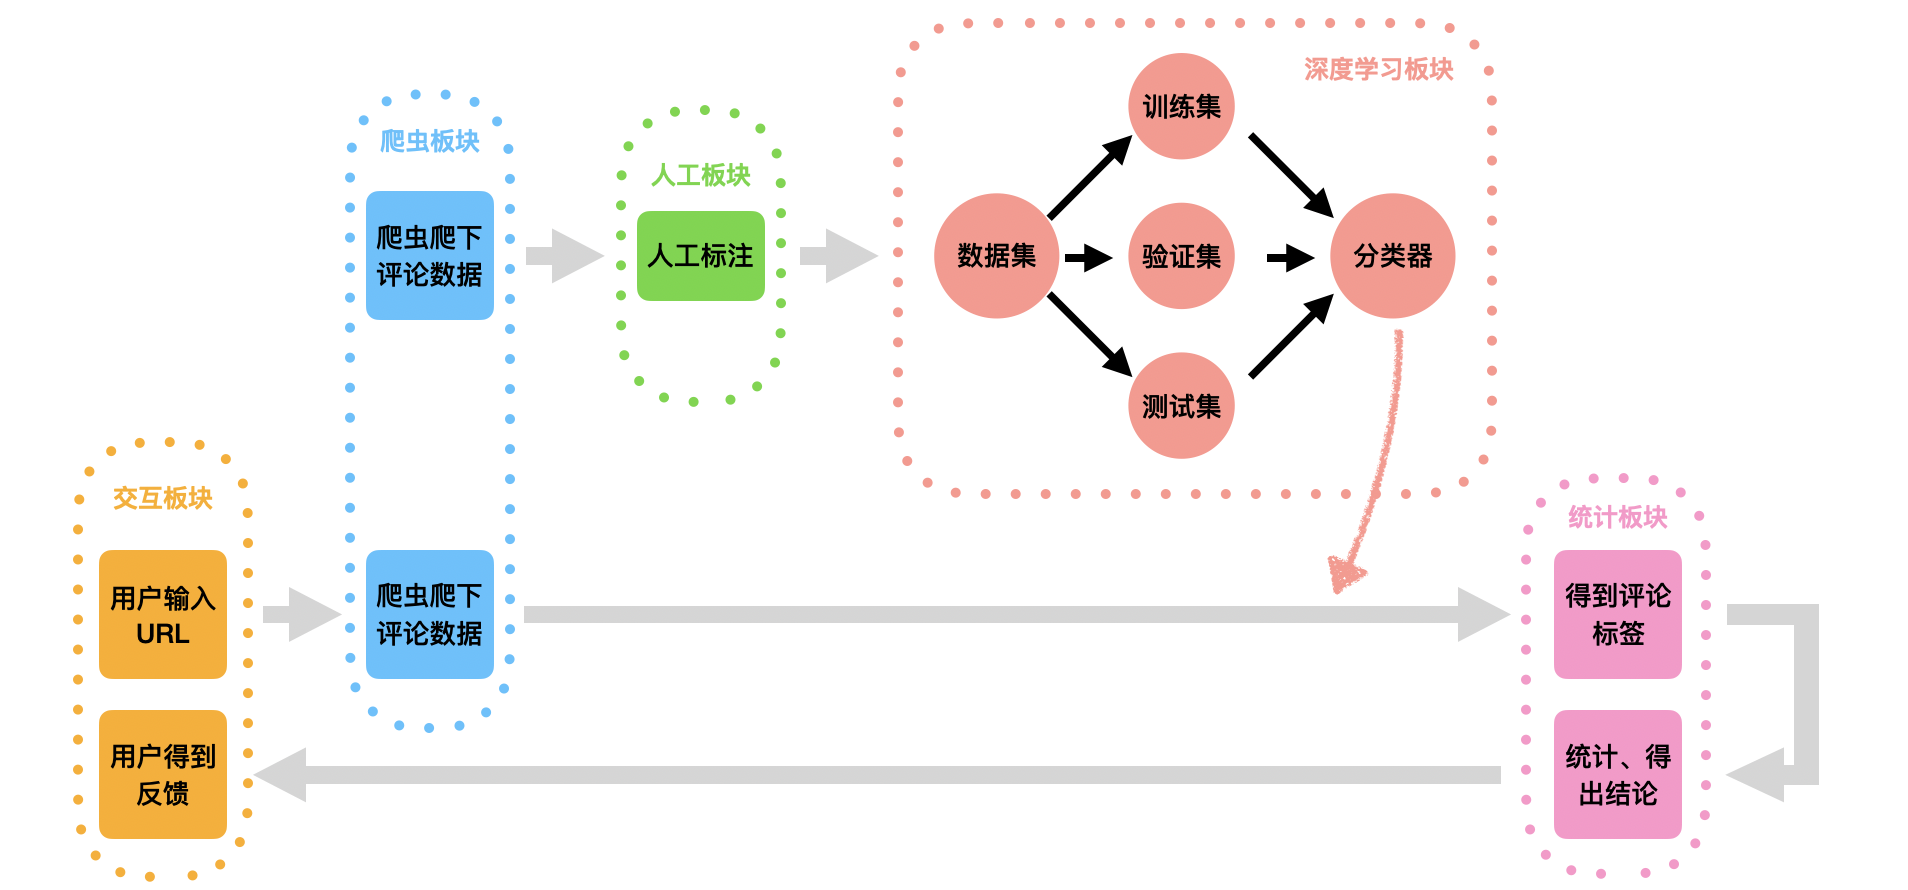 深度学习板块
训练集
数据集
验证集
分类器
测试集
爬虫板块
爬虫爬下
评论数据
人工板块
人工标注
交互板块
用户输入
URL
用户得到
反馈
爬虫爬下
评论数据
统计板块
得到评论
标签
统计、得
出结论